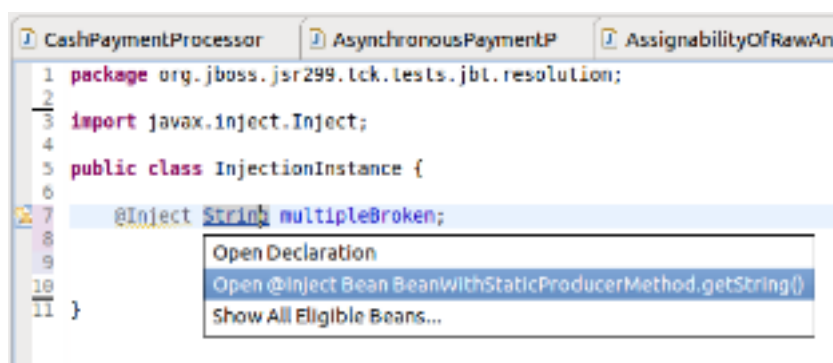 CashPaymentProcessor AsynchronousPaymentP AssignabilityOfRawAn
1 package org.jboss.jsr299.tck.tests.jbt.resolution;
2
3 import javax.inject.Inject;
4
5 public class InjectionInstance {
6
7 @Inject String multipleBroken;
8
9
10
11 }
Open Declaration
Open @Inject Bean BeanWithStaticProducerMethod.getString()
Show All Eligible Beans...